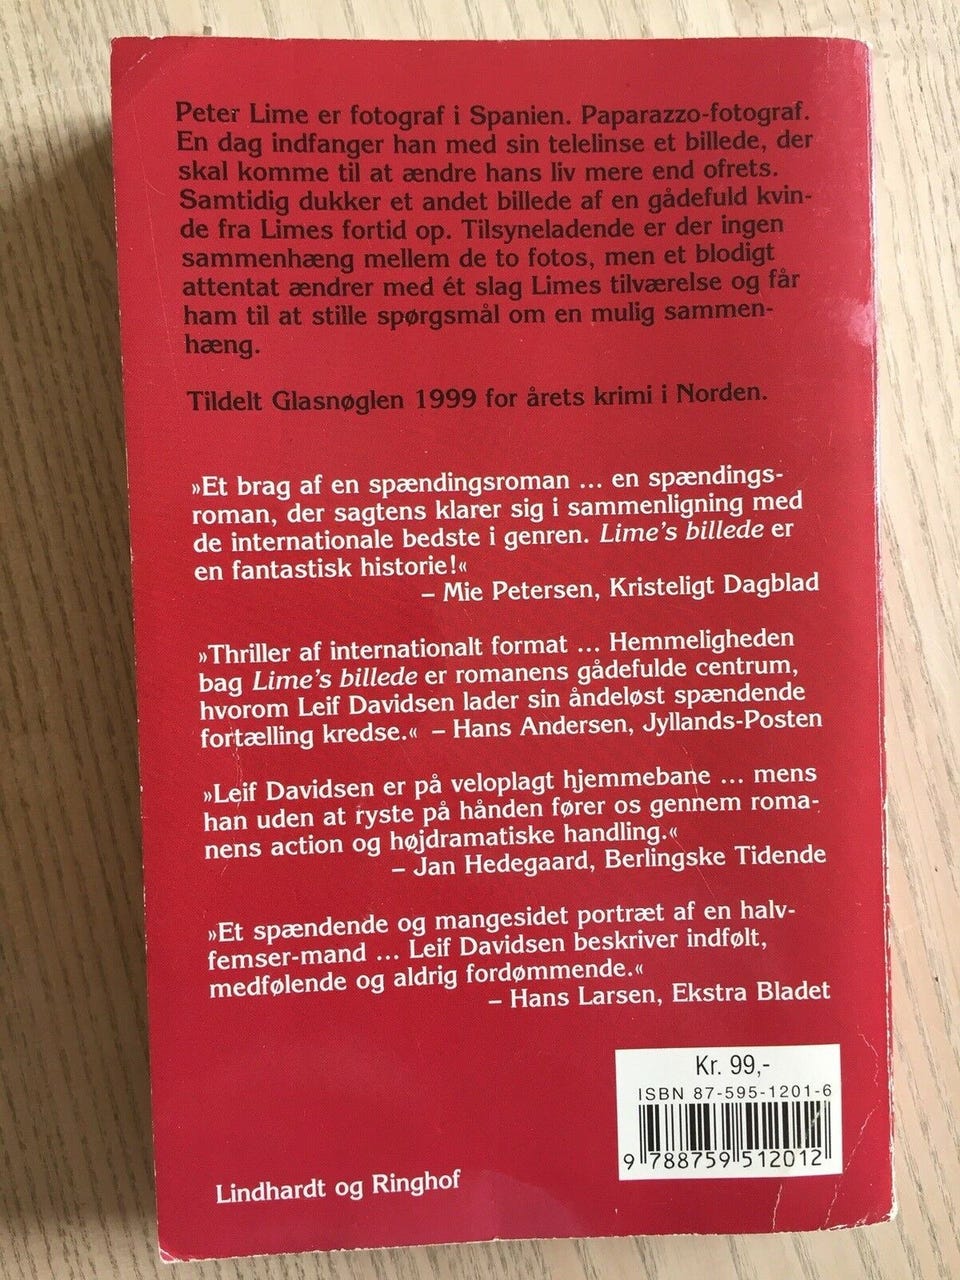 Peter Lime er fotograf i Spanien. Paparazzo-fotograf.
En dag indfanger han med sin telelinse et billede, der
skal komme til at ændre hans liv mere end ofrets.
Samtidig dukker et andet billede af en gådefuld kvin-
de fra Limes fortid op. Tilsyneladende er der ingen
sammenhæng mellem de to fotos, men et blodigt
attentat ændrer med ét slag Limes tilværelse og får
ham til at stille spørgsmål om en mulig sammen-
hæng.
Tildelt Glasnøglen 1999 for årets krimi i Norden.
»Et brag af en spændingsroman ... en spændings-
roman, der sagtens klarer sig i sammenligning med
de internationale bedste i genren. Lime's billede er
en fantastisk historie!«
– Mie Petersen, Kristeligt Dagblad
»Thriller af internationalt format ... Hemmeligheden
bag Lime's billede er romanens gådefulde centrum,
hvorom Leif Davidsen lader sin åndeløst spændende
fortælling kredse.« – Hans Andersen, Jyllands-Posten
»Leif Davidsen er på veloplagt hjemmebane ... mens
han uden at ryste på hånden fører os gennem roma-
nens action og højdramatiske handling.«
– Jan Hedegaard, Berlingske Tidende
»Et spændende og mangesidet portræt af en halv-
femser-mand ... Leif Davidsen beskriver indfølt,
medfølende og aldrig fordømmende.«
– Hans Larsen, Ekstra Bladet
Kr. 99,-
ISBN 87-595-1201-6
9 788759 512012
Lindhardt og Ringhof